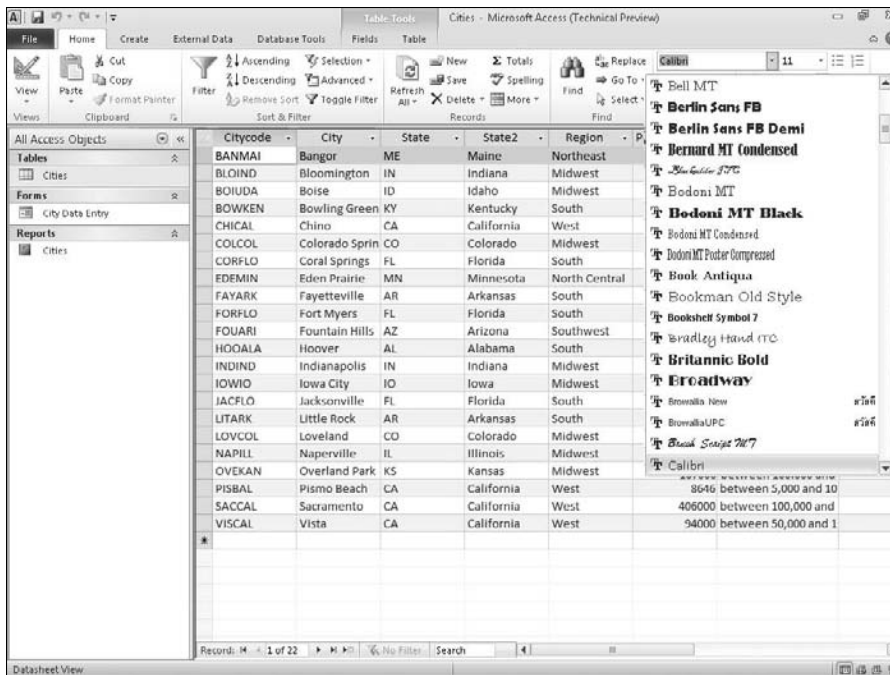 Table Tools
Cities - Microsoft Access (Technical Preview)
File Home Create External Data Database Tools Fields Table
View
Views
Paste
Cut
Copy
Format Painter
Clipboard
Filter
Ascending
Descending
Remove Sort
Selection
Advanced
Toggle Filter
Sort & Filter
Refresh All
New
Save
Delete
Totals
Spelling
More
Records
Find
Replace
Go To
Select
Find
Calibri 11
All Access Objects
Tables
Cities
Forms
City Data Entry
Reports
Cities
Citycode City State State2 Region
BANMAI Bangor ME Maine Northeast
BLOIND Bloomington IN Indiana Midwest
BOIUDA Boise ID Idaho Midwest
BOWKEN Bowling Green KY Kentucky South
CHICAL Chino CA California West
COLCOL Colorado Sprin CO Colorado Midwest
CORFLO Coral Springs FL Florida South
EDEMIN Eden Prairie MN Minnesota North Central
FAYARK Fayetteville AR Arkansas South
FORFLO Fort Myers FL Florida South
FOUARI Fountain Hills AZ Arizona Southwest
HOOALA Hoover AL Alabama South
INDIND Indianapolis IN Indiana Midwest
IOWIO Iowa City IO Iowa Midwest
JACFLO Jacksonville FL Florida South
LITARK Little Rock AR Arkansas South
LOVCOL Loveland CO Colorado Midwest
NAPILL Naperville IL Illinois Midwest
OVEKAN Overland Park KS Kansas Midwest
PISBAL Pismo Beach CA California West 8646 between 5,000 and 10
SACCAL Sacramento CA California West 406000 between 100,000 and
VISCAL Vista CA California West 94000 between 50,000 and 1
Bell MT
Berlin Sans FB
Berlin Sans FB Demi
Bernard MT Condensed
Blackadder ITC
Bodoni MT
Bodoni MT Black
Bodoni MT Condensed
Bodoni MT Poster Compressed
Book Antiqua
Bookman Old Style
Bookshelf Symbol 7
Bradley Hand ITC
Britannic Bold
Broadway
Browallia New สวัสดี
BrowalliaUPC สวัสดี
Brush Script MT
Calibri
Record: 1 of 22 No Filter Search
Datasheet View